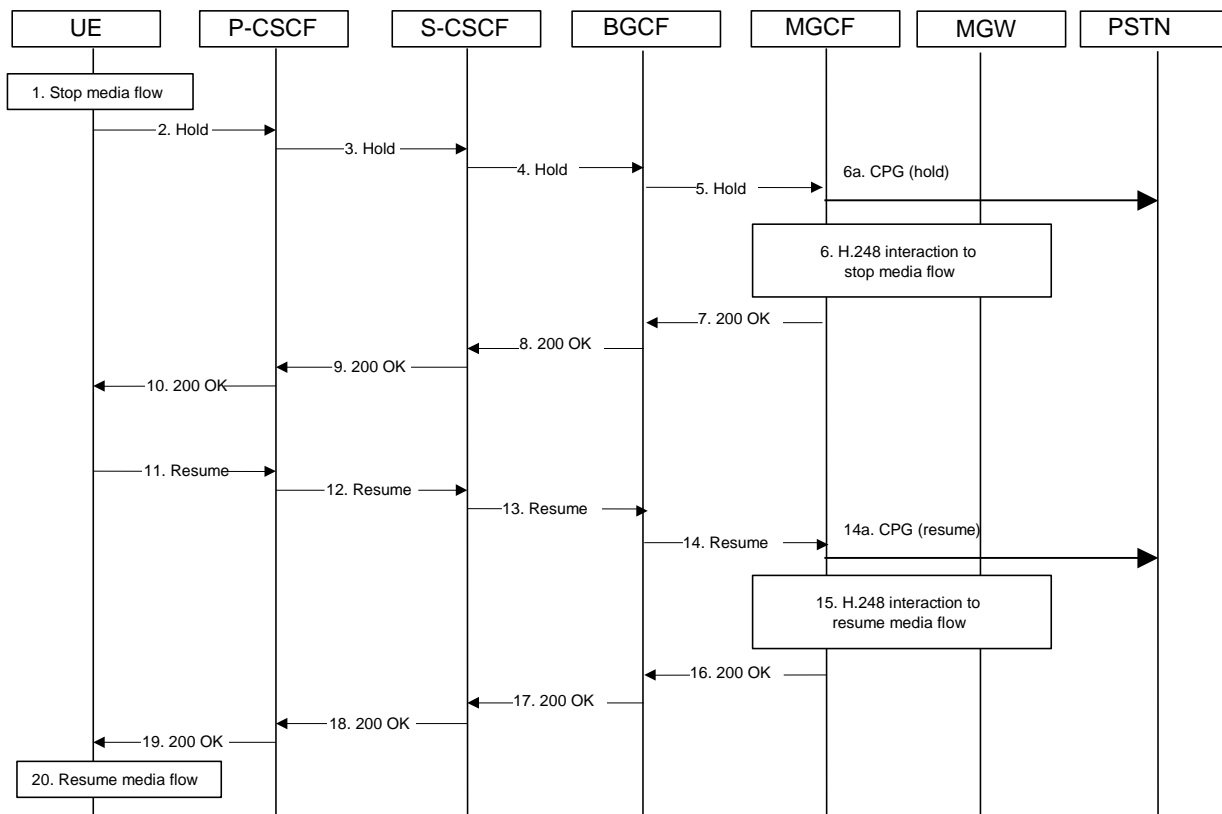 UE
P-CSCF
S-CSCF
BGCF
MGCF
MGW
PSTN
1. Stop media flow
2. Hold
3. Hold
4. Hold
5. Hold
6a. CPG (hold)
6. H.248 interaction to
stop media flow
7. 200 OK
8. 200 OK
9. 200 OK
10. 200 OK
11. Resume
12. Resume
13. Resume
14. Resume
14a. CPG (resume)
15. H.248 interaction to
resume media flow
16. 200 OK
17. 200 OK
18. 200 OK
19. 200 OK
20. Resume media flow